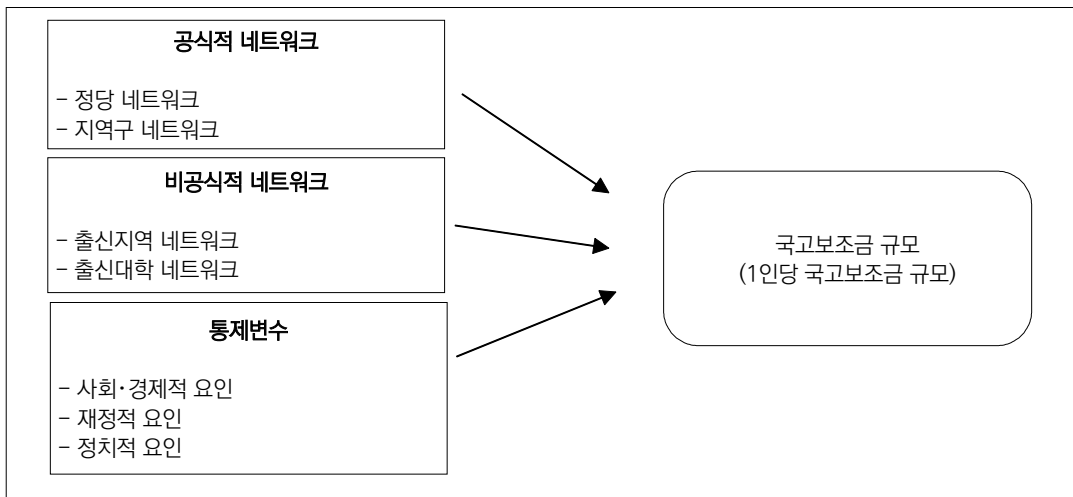 공식적 네트워크
- 정당 네트워크
- 지역구 네트워크
비공식적 네트워크
- 출신지역 네트워크
- 출신대학 네트워크
통제변수
- 사회·경제적 요인
- 재정적 요인
- 정치적 요인
국고보조금 규모
(1인당 국고보조금 규모)